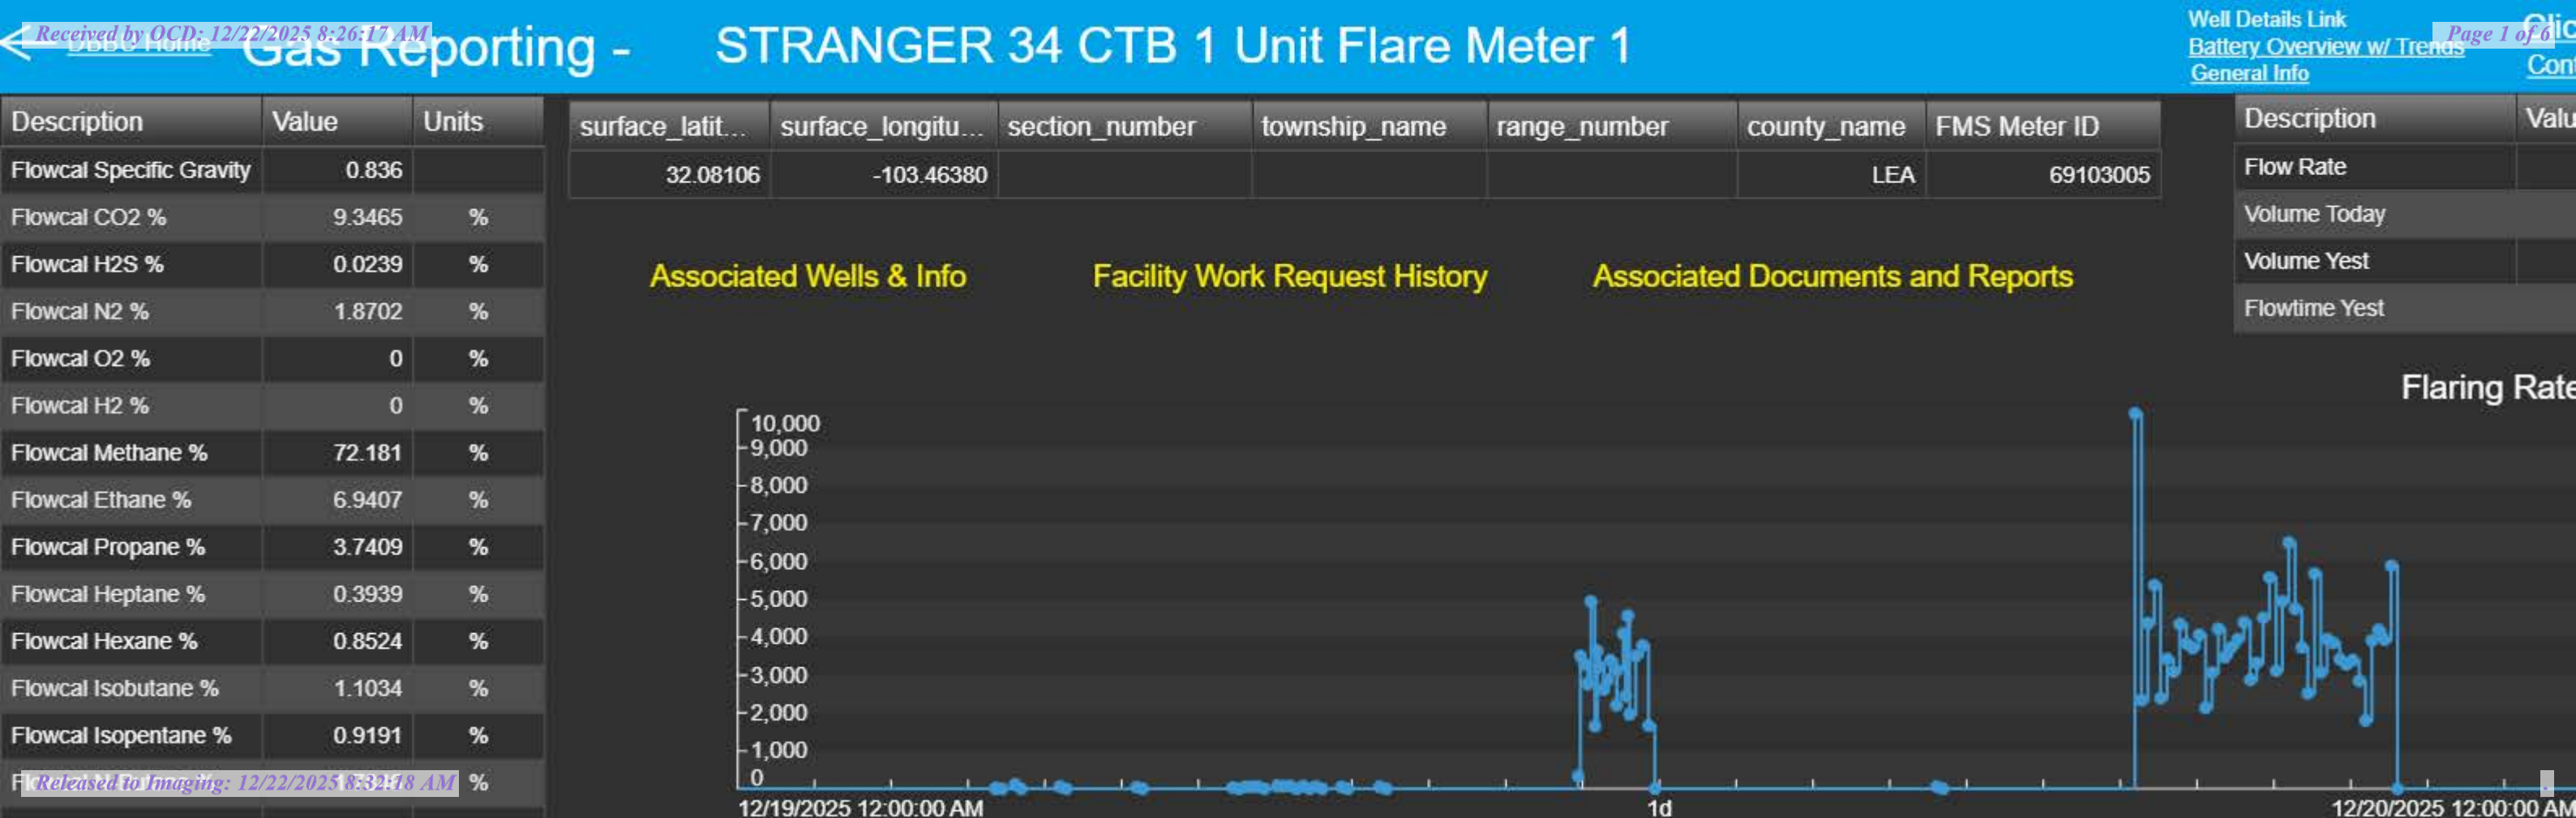 Received by OCD: 12/22/2025 8:26:17 AM
DBBC Home
Gas Reporting -
STRANGER 34 CTB 1 Unit Flare Meter 1
Well Details Link
Battery Overview w/ Trends
General Info
Page 1 of 6
Description Value Units
Flowcal Specific Gravity 0.836
Flowcal CO2 % 9.3465 %
Flowcal H2S % 0.0239 %
Flowcal N2 % 1.8702 %
Flowcal O2 % 0 %
Flowcal H2 % 0 %
Flowcal Methane % 72.181 %
Flowcal Ethane % 6.9407 %
Flowcal Propane % 3.7409 %
Flowcal Heptane % 0.3939 %
Flowcal Hexane % 0.8524 %
Flowcal Isobutane % 1.1034 %
Flowcal Isopentane % 0.9191 %
%
Released to Imaging: 12/22/2025 8:32:18 AM
surface_latit... surface_longitu... section_number township_name range_number county_name FMS Meter ID
32.08106 -103.46380 LEA 69103005
Associated Wells & Info Facility Work Request History Associated Documents and Reports
Description Valu
Flow Rate
Volume Today
Volume Yest
Flowtime Yest
Flaring Rate
10,000
9,000
8,000
7,000
6,000
5,000
4,000
3,000
2,000
1,000
0
12/19/2025 12:00:00 AM 1d 12/20/2025 12:00:00 AM